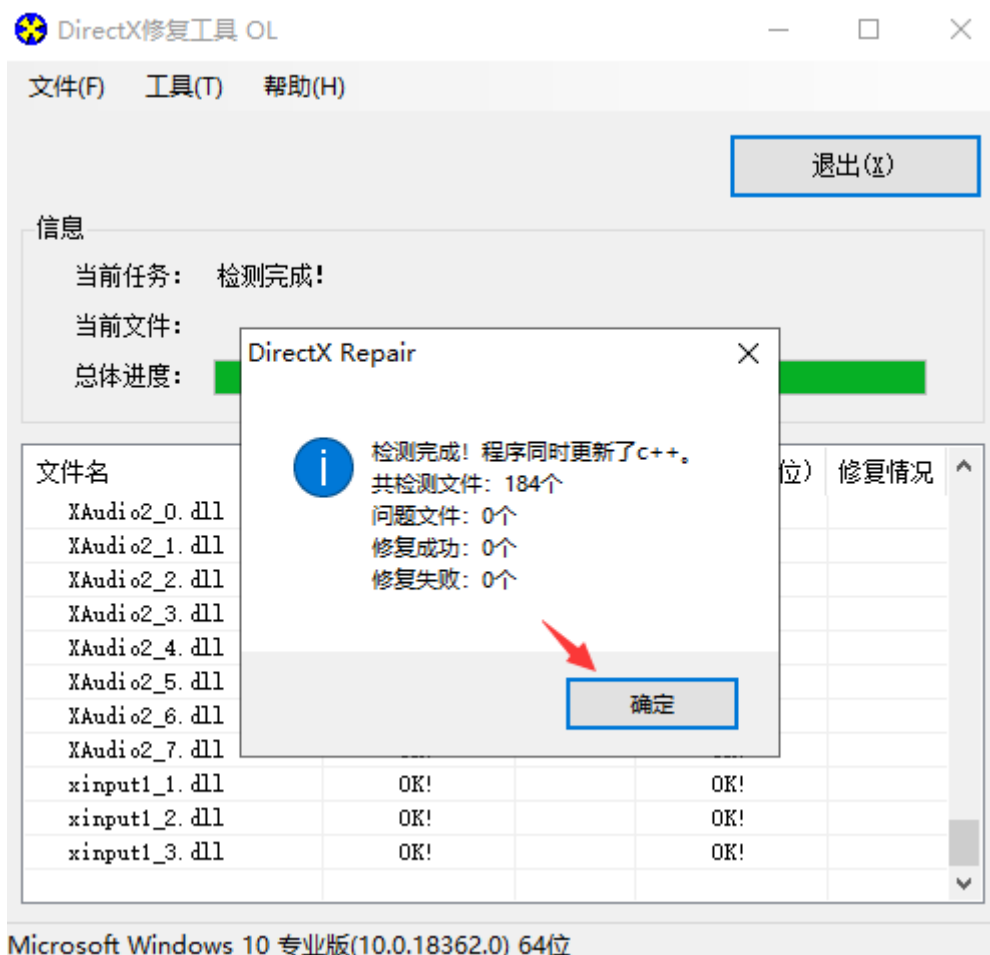 DirectX修复工具 OL
文件(F) 工具(T) 帮助(H)
退出(X)
信息
当前任务： 检测完成！
当前文件：
总体进度：
DirectX Repair
检测完成！程序同时更新了c++。
共检测文件：184个
问题文件：0个
修复成功：0个
修复失败：0个
确定
文件名 位） 修复情况
XAudio2_0.dll
XAudio2_1.dll
XAudio2_2.dll
XAudio2_3.dll
XAudio2_4.dll
XAudio2_5.dll
XAudio2_6.dll
XAudio2_7.dll
xinput1_1.dll OK! OK!
xinput1_2.dll OK! OK!
xinput1_3.dll OK! OK!
Microsoft Windows 10 专业版(10.0.18362.0) 64位